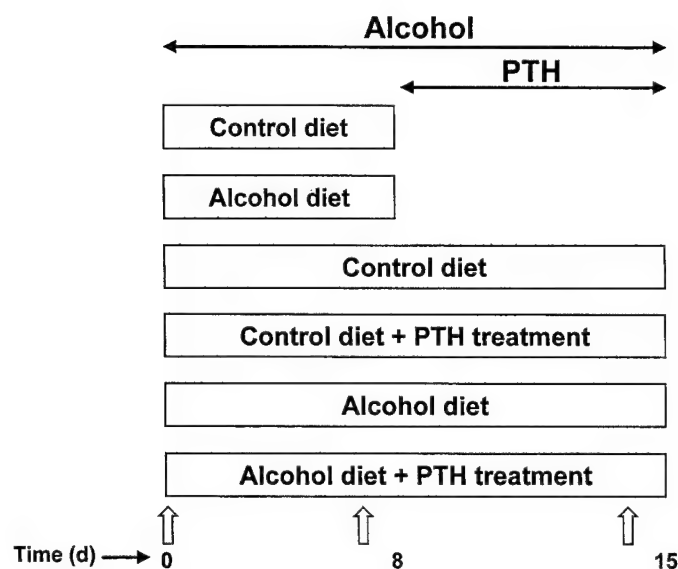 Alcohol
PTH
Control diet
Alcohol diet
Control diet
Control diet + PTH treatment
Alcohol diet
Alcohol diet + PTH treatment
Time (d) 0 8 15